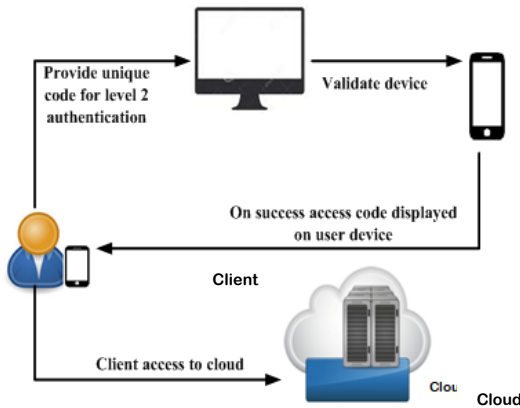 Provide unique
code for level 2
authentication
Validate device
On success access code displayed
on user device
Client
Client access to cloud
Clou
Cloud